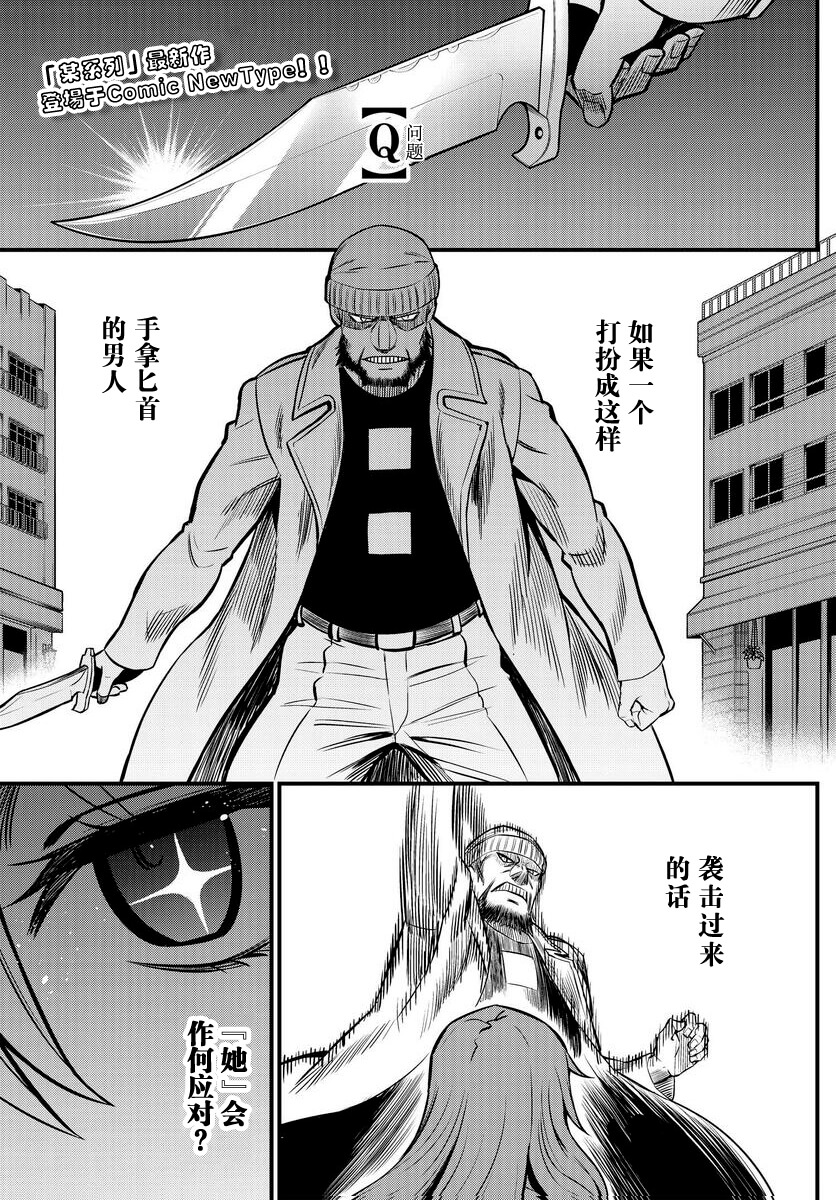 「某系列」最新作
登場于Comic NewType！！
【Q】
问题
如果一个
打扮成这样
手拿匕首
的男人
袭击过来
的话
『她』会
作何应对？